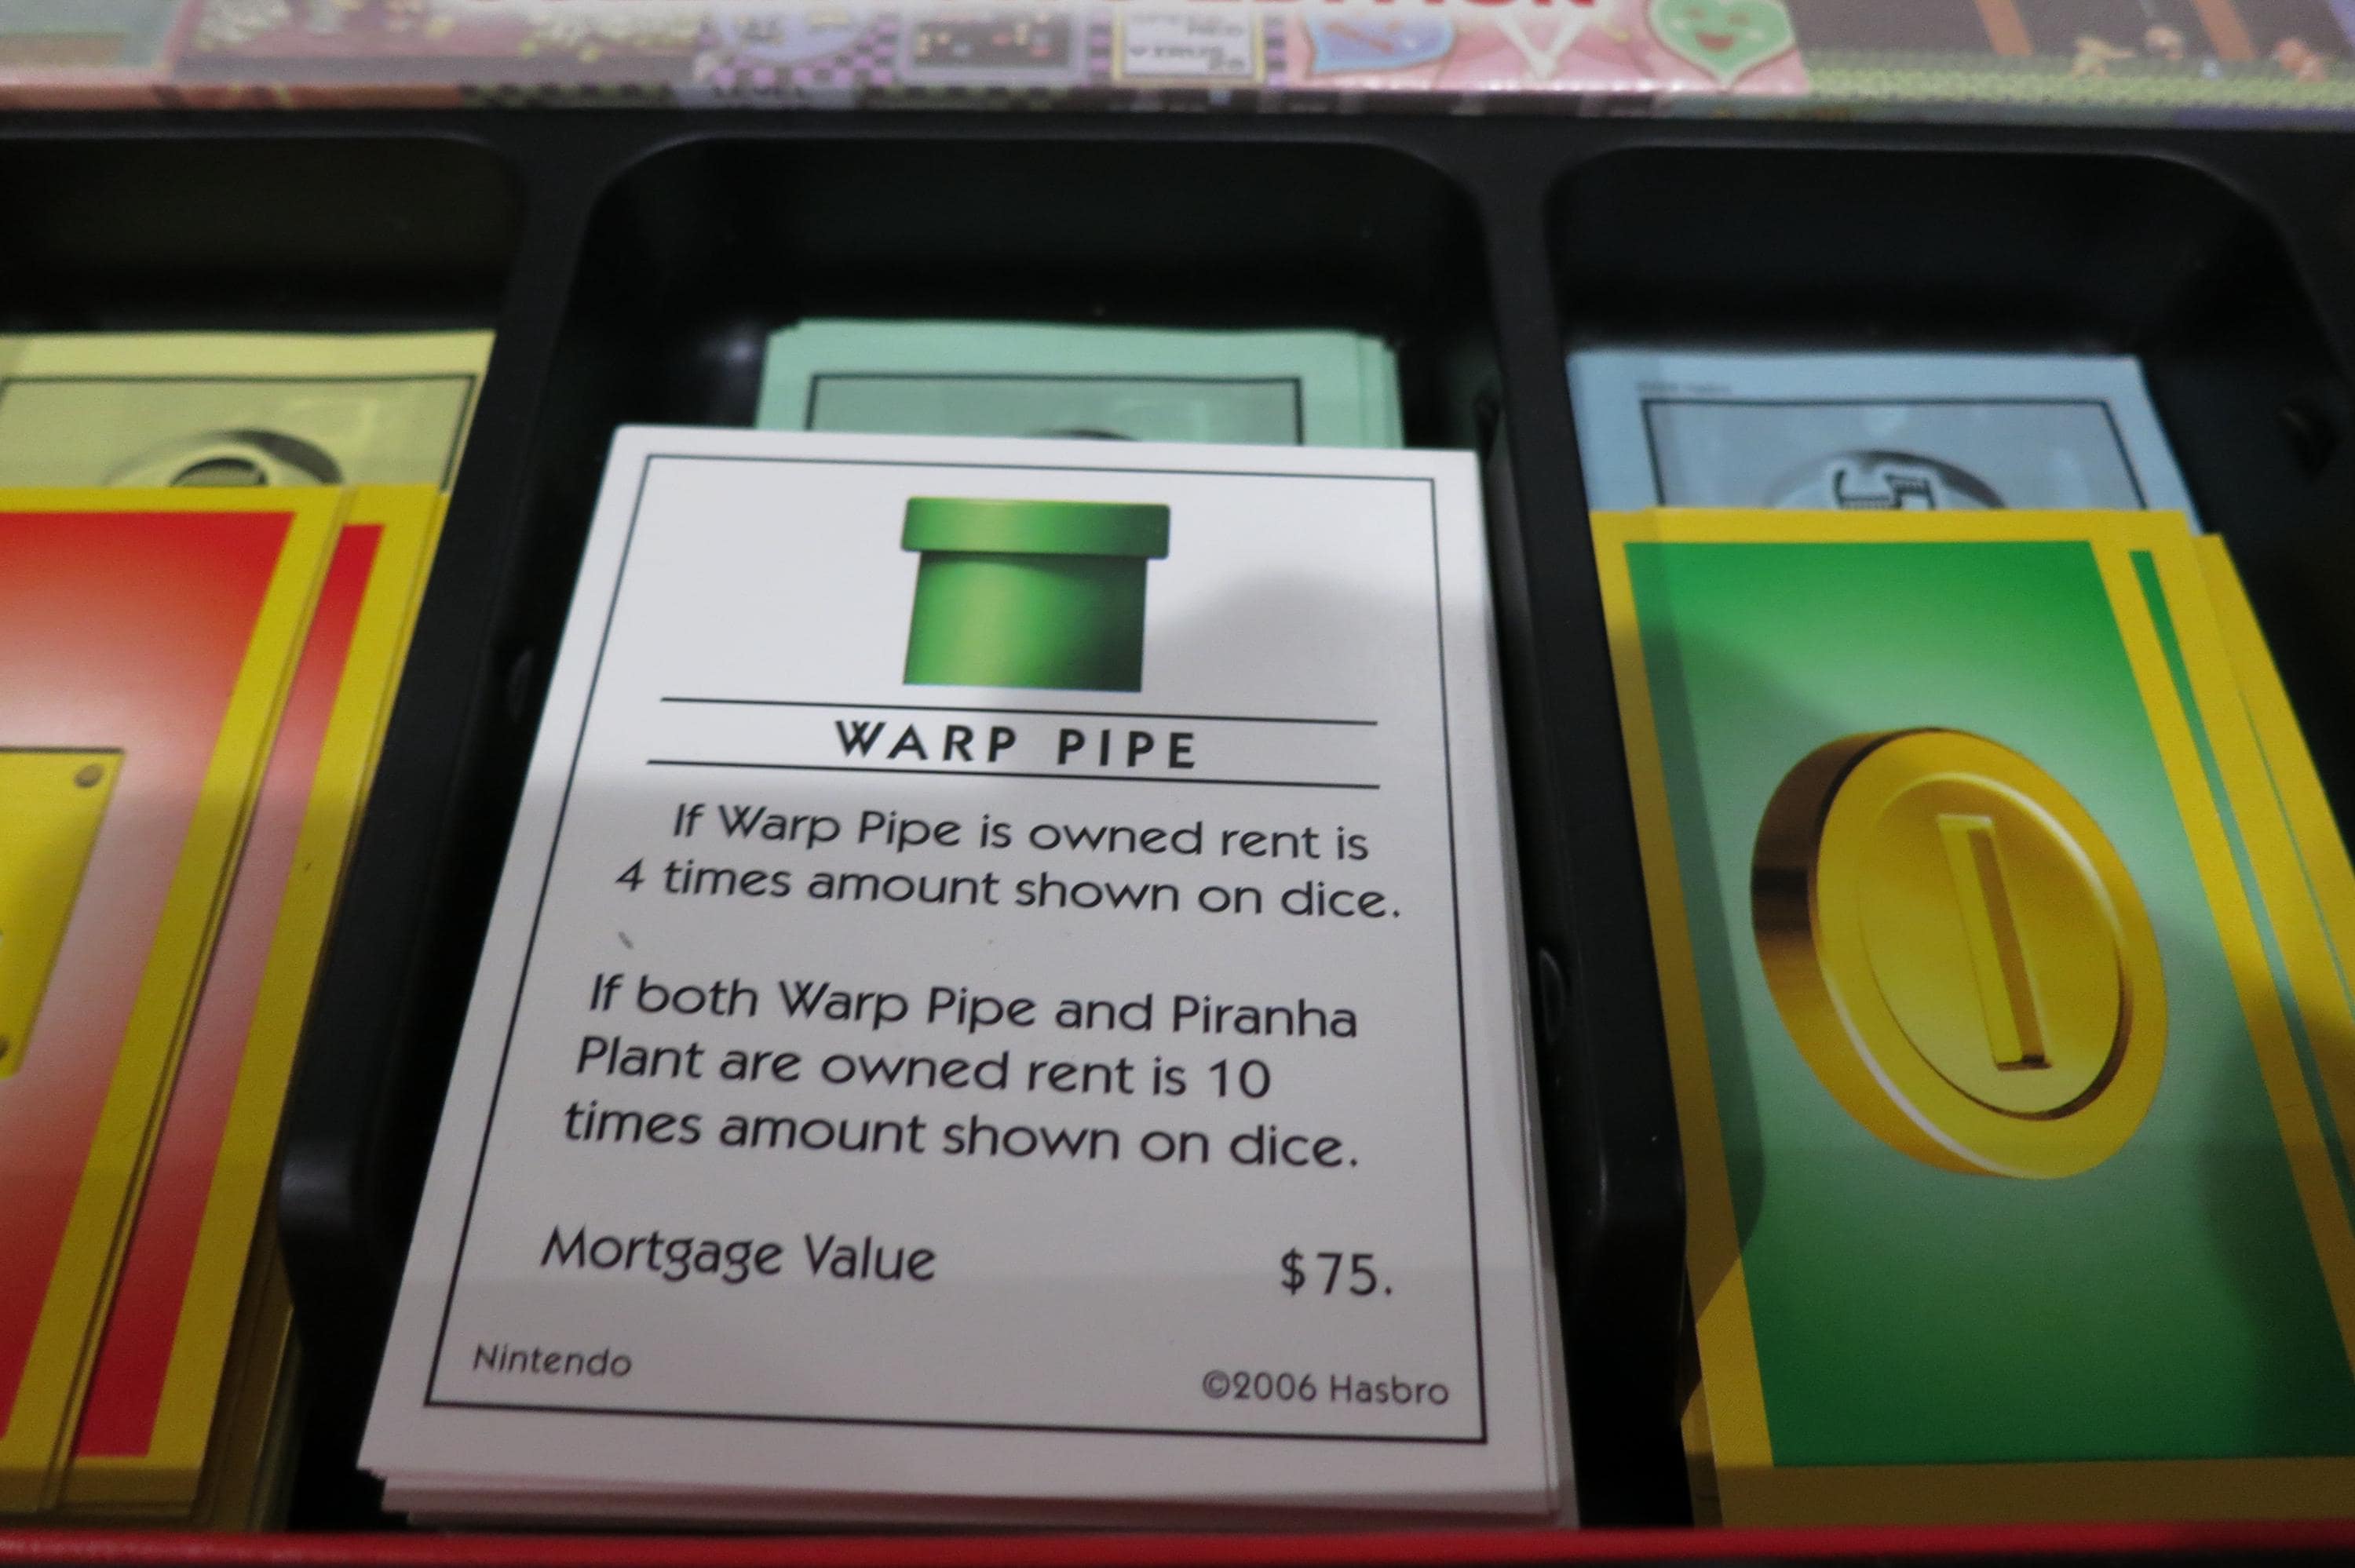 WARP PIPE
If Warp Pipe is owned rent is
4 times amount shown on dice.
If both Warp Pipe and Piranha
Plant are owned rent is 10
times amount shown on dice.
Mortgage Value $75.
Nintendo ©2006 Hasbro